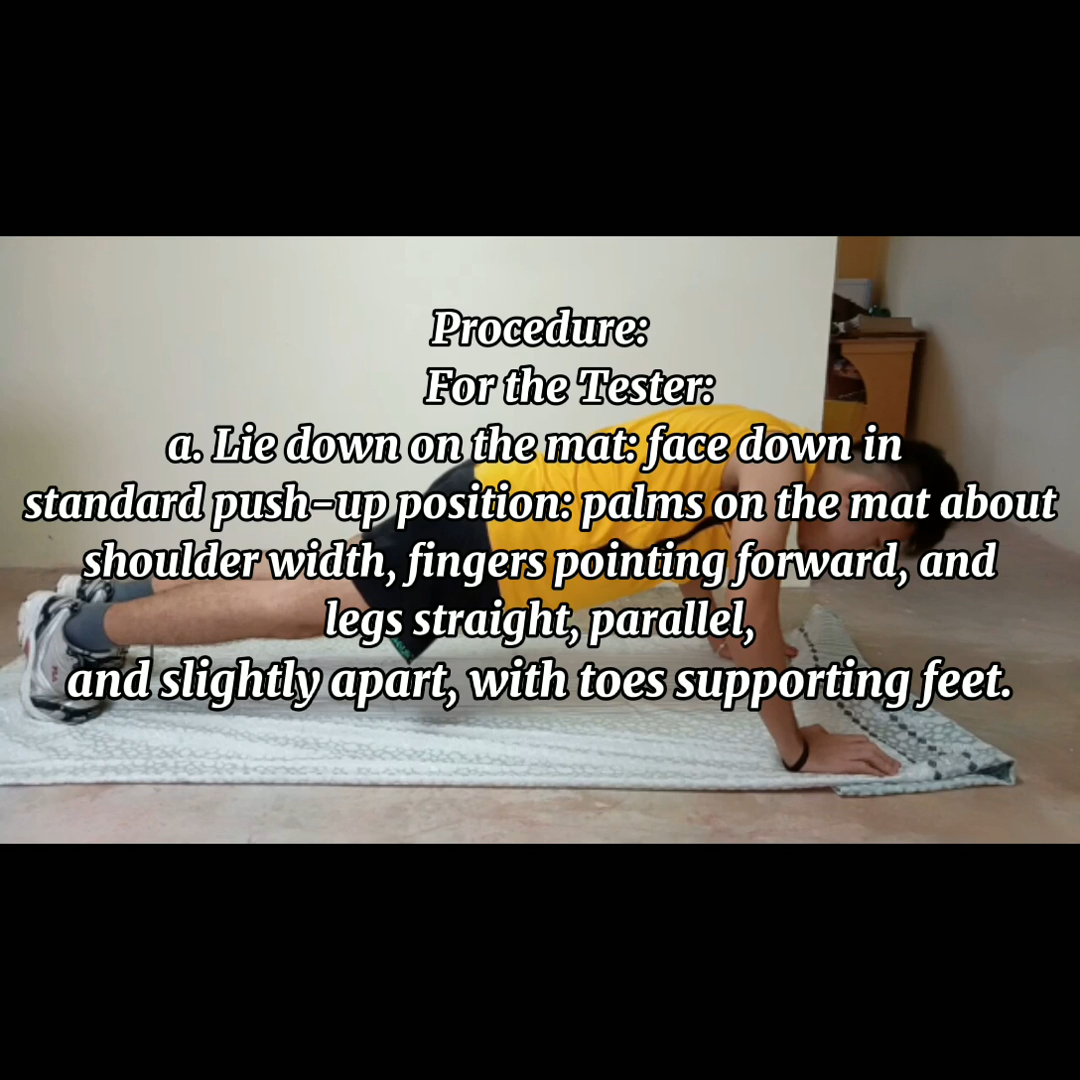 Procedure:
For the Tester:
a. Lie down on the mat: face down in
standard push-up position: palms on the mat about
shoulder width, fingers pointing forward, and
legs straight, parallel,
and slightly apart, with toes supporting feet.